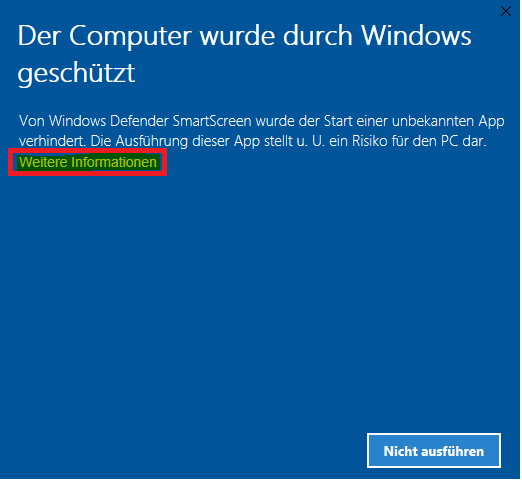 Der Computer wurde durch Windows
geschützt
Von Windows Defender SmartScreen wurde der Start einer unbekannten App
verhindert. Die Ausführung dieser App stellt u. U. ein Risiko für den PC dar.
Weitere Informationen
Nicht ausführen